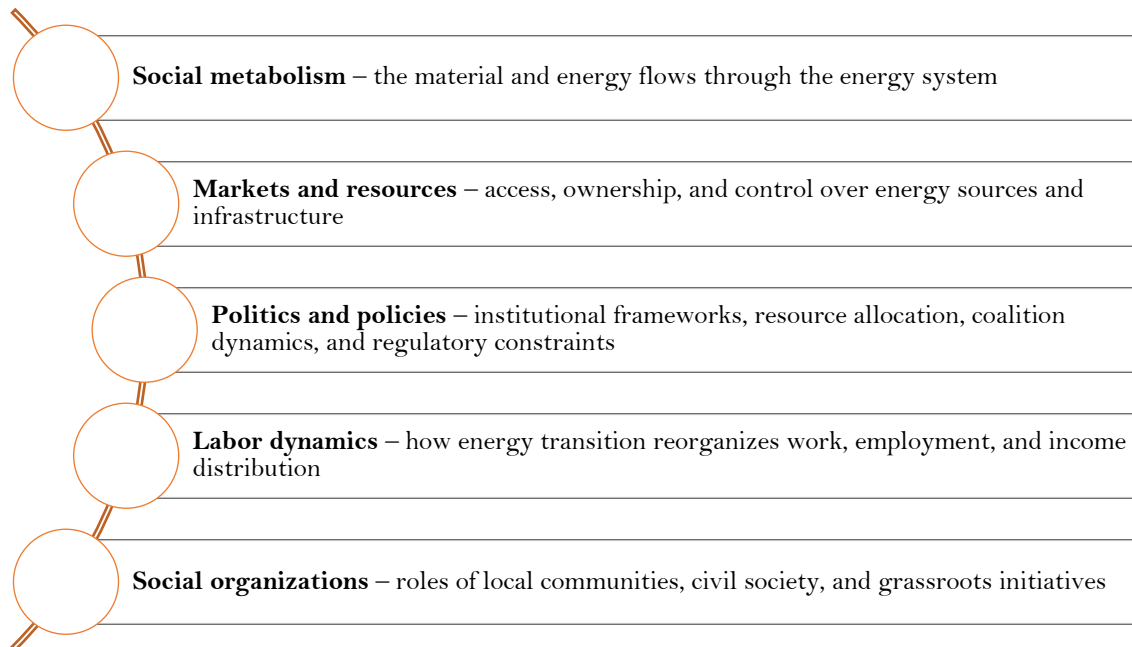 Social metabolism – the material and energy flows through the energy system
Markets and resources – access, ownership, and control over energy sources and
infrastructure
Politics and policies – institutional frameworks, resource allocation, coalition
dynamics, and regulatory constraints
Labor dynamics – how energy transition reorganizes work, employment, and income
distribution
Social organizations – roles of local communities, civil society, and grassroots initiatives